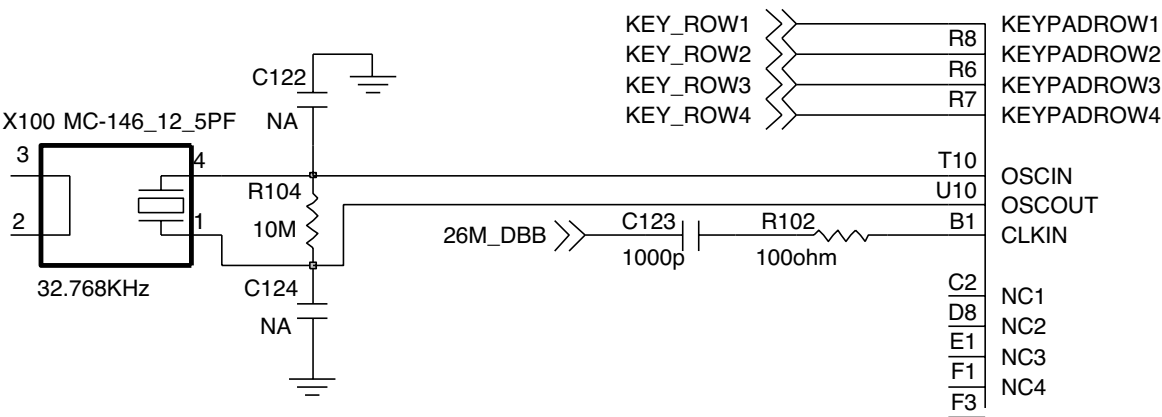 KEY_ROW1 KEYPADROW1
R8
KEY_ROW2 KEYPADROW2
R6
KEY_ROW3 KEYPADROW3
R7
KEY_ROW4 KEYPADROW4
C122
NA
X100 MC-146_12_5PF
3
4
2
1
32.768KHz
R104
10M
C124
NA
T10
OSCIN
U10
OSCOUT
26M_DBB
C123
1000p
R102
100ohm
B1
CLKIN
C2
NC1
D8
NC2
E1
NC3
F1
NC4
F3